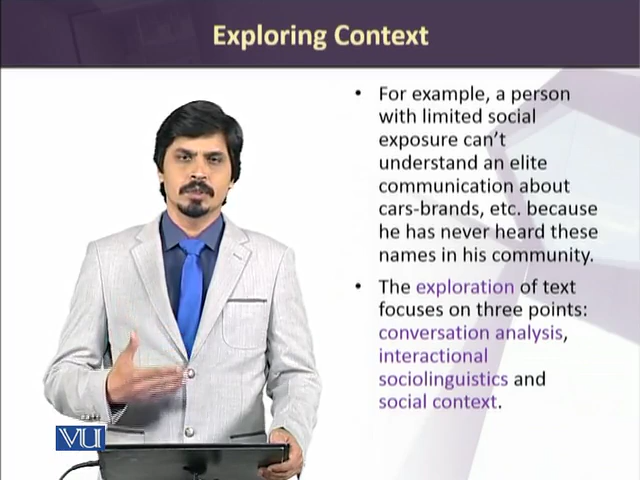 Exploring Context
• For example, a person
with limited social
exposure can't
understand an elite
communication about
cars-brands, etc. because
he has never heard these
names in his community.
• The exploration of text
focuses on three points:
conversation analysis,
interactional
sociolinguistics and
social context.
VU